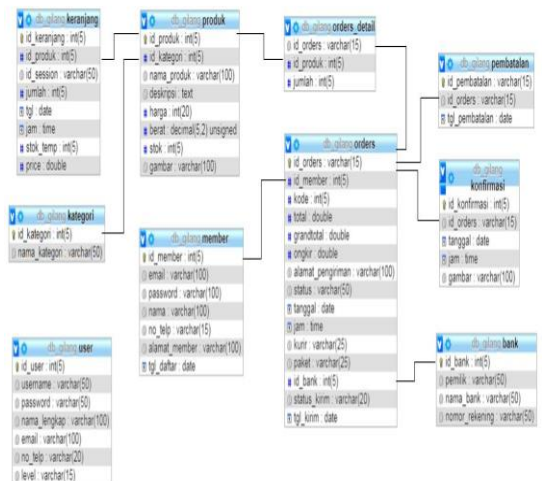 db_gilang keranjang
id_keranjang : int(5)
id_produk : int(5)
id_session : varchar(50)
jumlah : int(5)
tgl : date
jam : time
stok_temp : int(5)
price : double
db_gilang produk
id_produk : int(5)
id_kategori : int(5)
nama_produk : varchar(100)
deskripsi : text
harga : int(20)
berat : decimal(5,2) unsigned
stok : int(5)
gambar : varchar(100)
db_gilang orders_detail
id_orders : varchar(15)
id_produk : int(5)
jumlah : int(5)
db_gilang pembatalan
id_pembatalan : varchar(15)
id_orders : varchar(15)
tgl_pembatalan : date
db_gilang orders
id_orders : varchar(15)
id_member : int(5)
kode : int(5)
total : double
grandtotal : double
ongkir : double
alamat_pengiriman : varchar(100)
status : varchar(50)
tanggal : date
jam : time
kurir : varchar(25)
paket : varchar(25)
id_bank : int(5)
status_kirim : varchar(20)
tgl_kirim : date
db_gilang
konfirmasi
id_konfirmasi : int(5)
id_orders : varchar(15)
tanggal : date
jam : time
gambar : varchar(100)
db_gilang kategori
id_kategori : int(5)
nama_kategori : varchar(50)
db_gilang member
id_member : int(5)
email : varchar(100)
password : varchar(100)
nama : varchar(100)
no_telp : varchar(15)
alamat_member : varchar(100)
tgl_daftar : date
db_gilang bank
id_bank : int(5)
pemilik : varchar(50)
nama_bank : varchar(50)
nomor_rekening : varchar(50)
db_gilang user
id_user : int(5)
username : varchar(50)
password : varchar(50)
nama_lengkap : varchar(100)
email : varchar(100)
no_telp : varchar(20)
level : varchar(15)